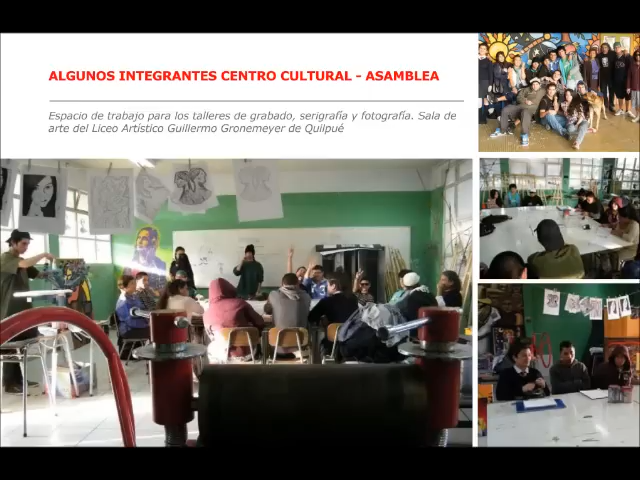 ALGUNOS INTEGRANTES CENTRO CULTURAL - ASAMBLEA
Espacio de trabajo para los talleres de grabado, serigrafía y fotografía. Sala de
arte del Liceo Artístico Guillermo Gronemeyer de Quilpué